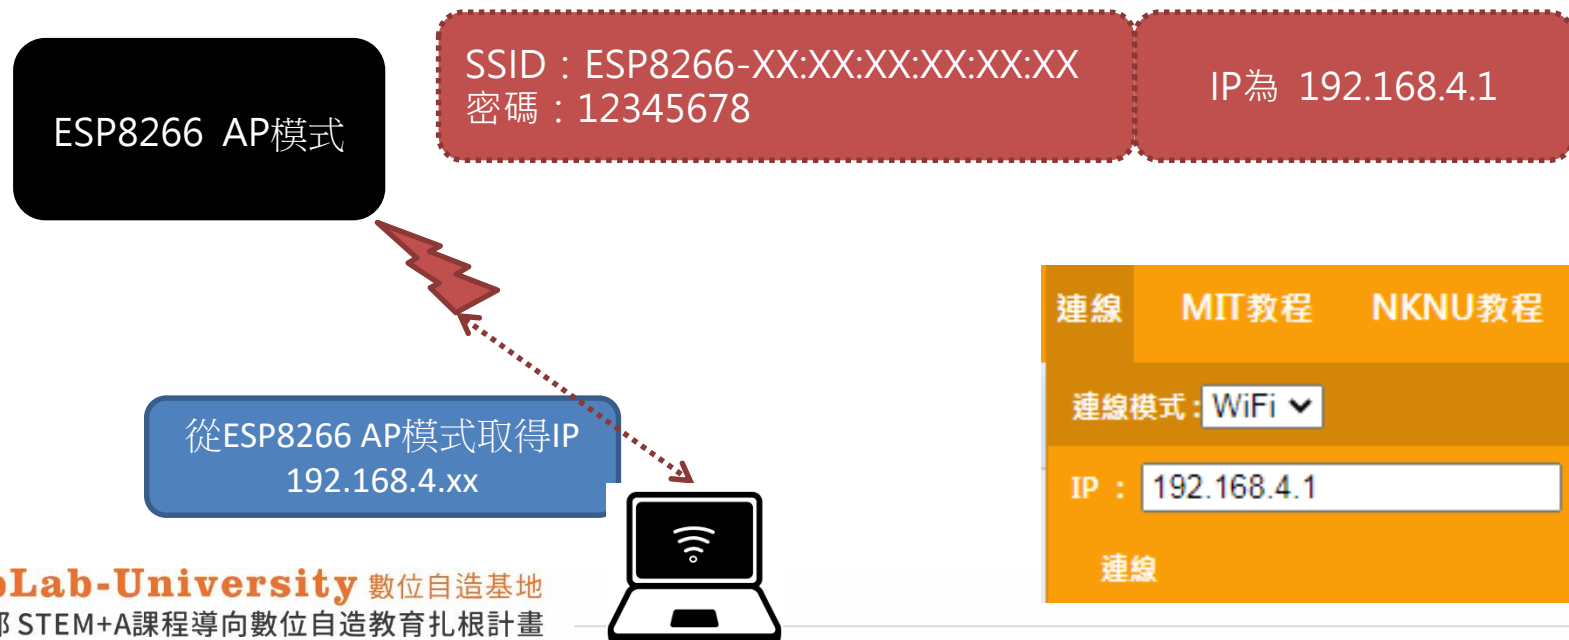 ESP8266 AP模式
SSID：ESP8266-XX:XX:XX:XX:XX:XX
密碼：12345678
IP為 192.168.4.1
從ESP8266 AP模式取得IP
192.168.4.xx
連線 MIT教程 NKNU教程
連線模式 : WiFi
IP : 192.168.4.1
連線
Lab-University 數位自造基地
STEM+A課程導向數位自造教育扎根計畫